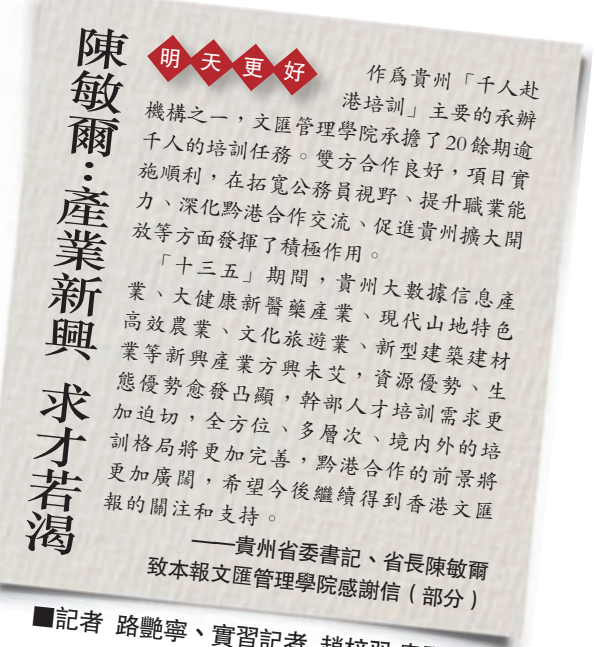 陳敏爾：產業新興 求才若渴
明天更好
作爲貴州「千人赴
港培訓」主要的承辦
機構之一，文匯管理學院承擔了20餘期逾
千人的培訓任務。雙方合作良好，項目實
施順利，在拓寬公務員視野、提升職業能
力、深化黔港合作交流、促進貴州擴大開
放等方面發揮了積極作用。
「十三五」期間，貴州大數據信息產
業、大健康新醫藥產業、現代山地特色
高效農業、文化旅遊業、新型建築建材
業等新興產業方興未艾，資源優勢、生
態優勢愈發凸顯，幹部人才培訓需求更
加迫切，全方位、多層次、境內外的培
訓格局將更加完善，黔港合作的前景將
更加廣闊，希望今後繼續得到香港文匯
報的關注和支持。
——貴州省委書記、省長陳敏爾
致本報文匯管理學院感謝信（部分）
■記者 路艷寧、實習記者